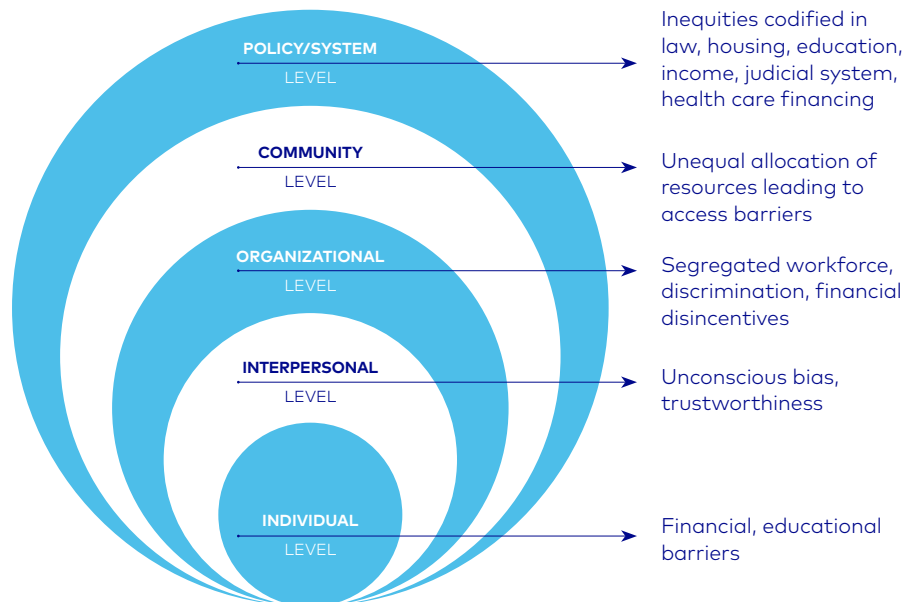 POLICY/SYSTEM
LEVEL
Inequities codified in
law, housing, education,
income, judicial system,
health care financing
COMMUNITY
LEVEL
Unequal allocation of
resources leading to
access barriers
ORGANIZATIONAL
LEVEL
Segregated workforce,
discrimination, financial
disincentives
INTERPERSONAL
LEVEL
Unconscious bias,
trustworthiness
INDIVIDUAL
LEVEL
Financial, educational
barriers